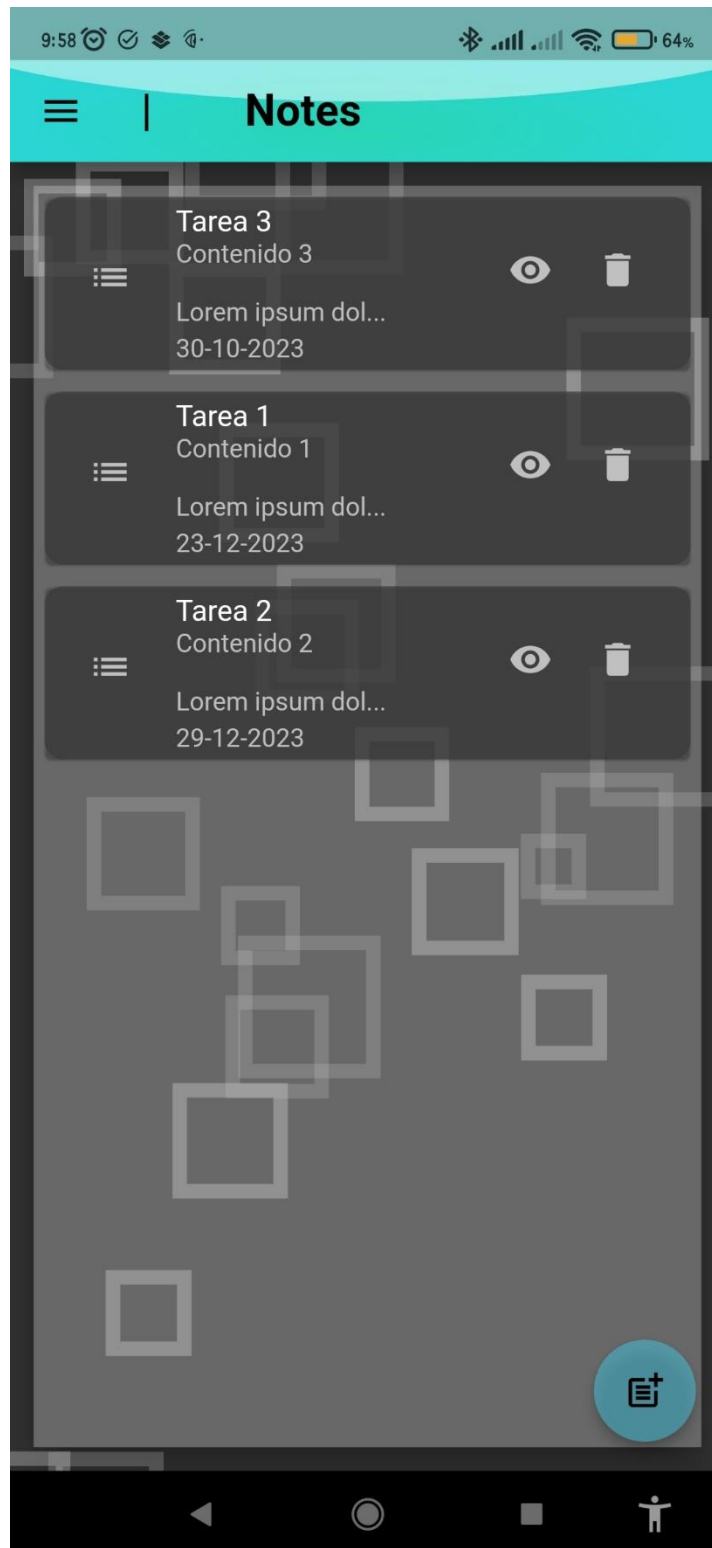 9:58
64%
Notes
Tarea 3
Contenido 3
Lorem ipsum dol...
30-10-2023
Tarea 1
Contenido 1
Lorem ipsum dol...
23-12-2023
Tarea 2
Contenido 2
Lorem ipsum dol...
29-12-2023